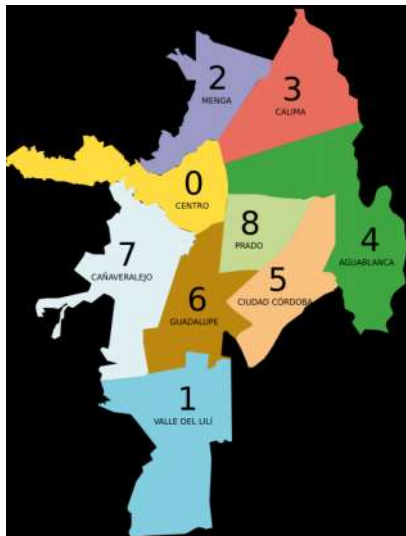 2
MENGA
3
CALIMA
0
CENTRO
8
PRADO
4
AGUABLANCA
7
CAÑAVERALEJO
5
CIUDAD CÓRDOBA
6
GUADALUPE
1
VALLE DEL LILÍ